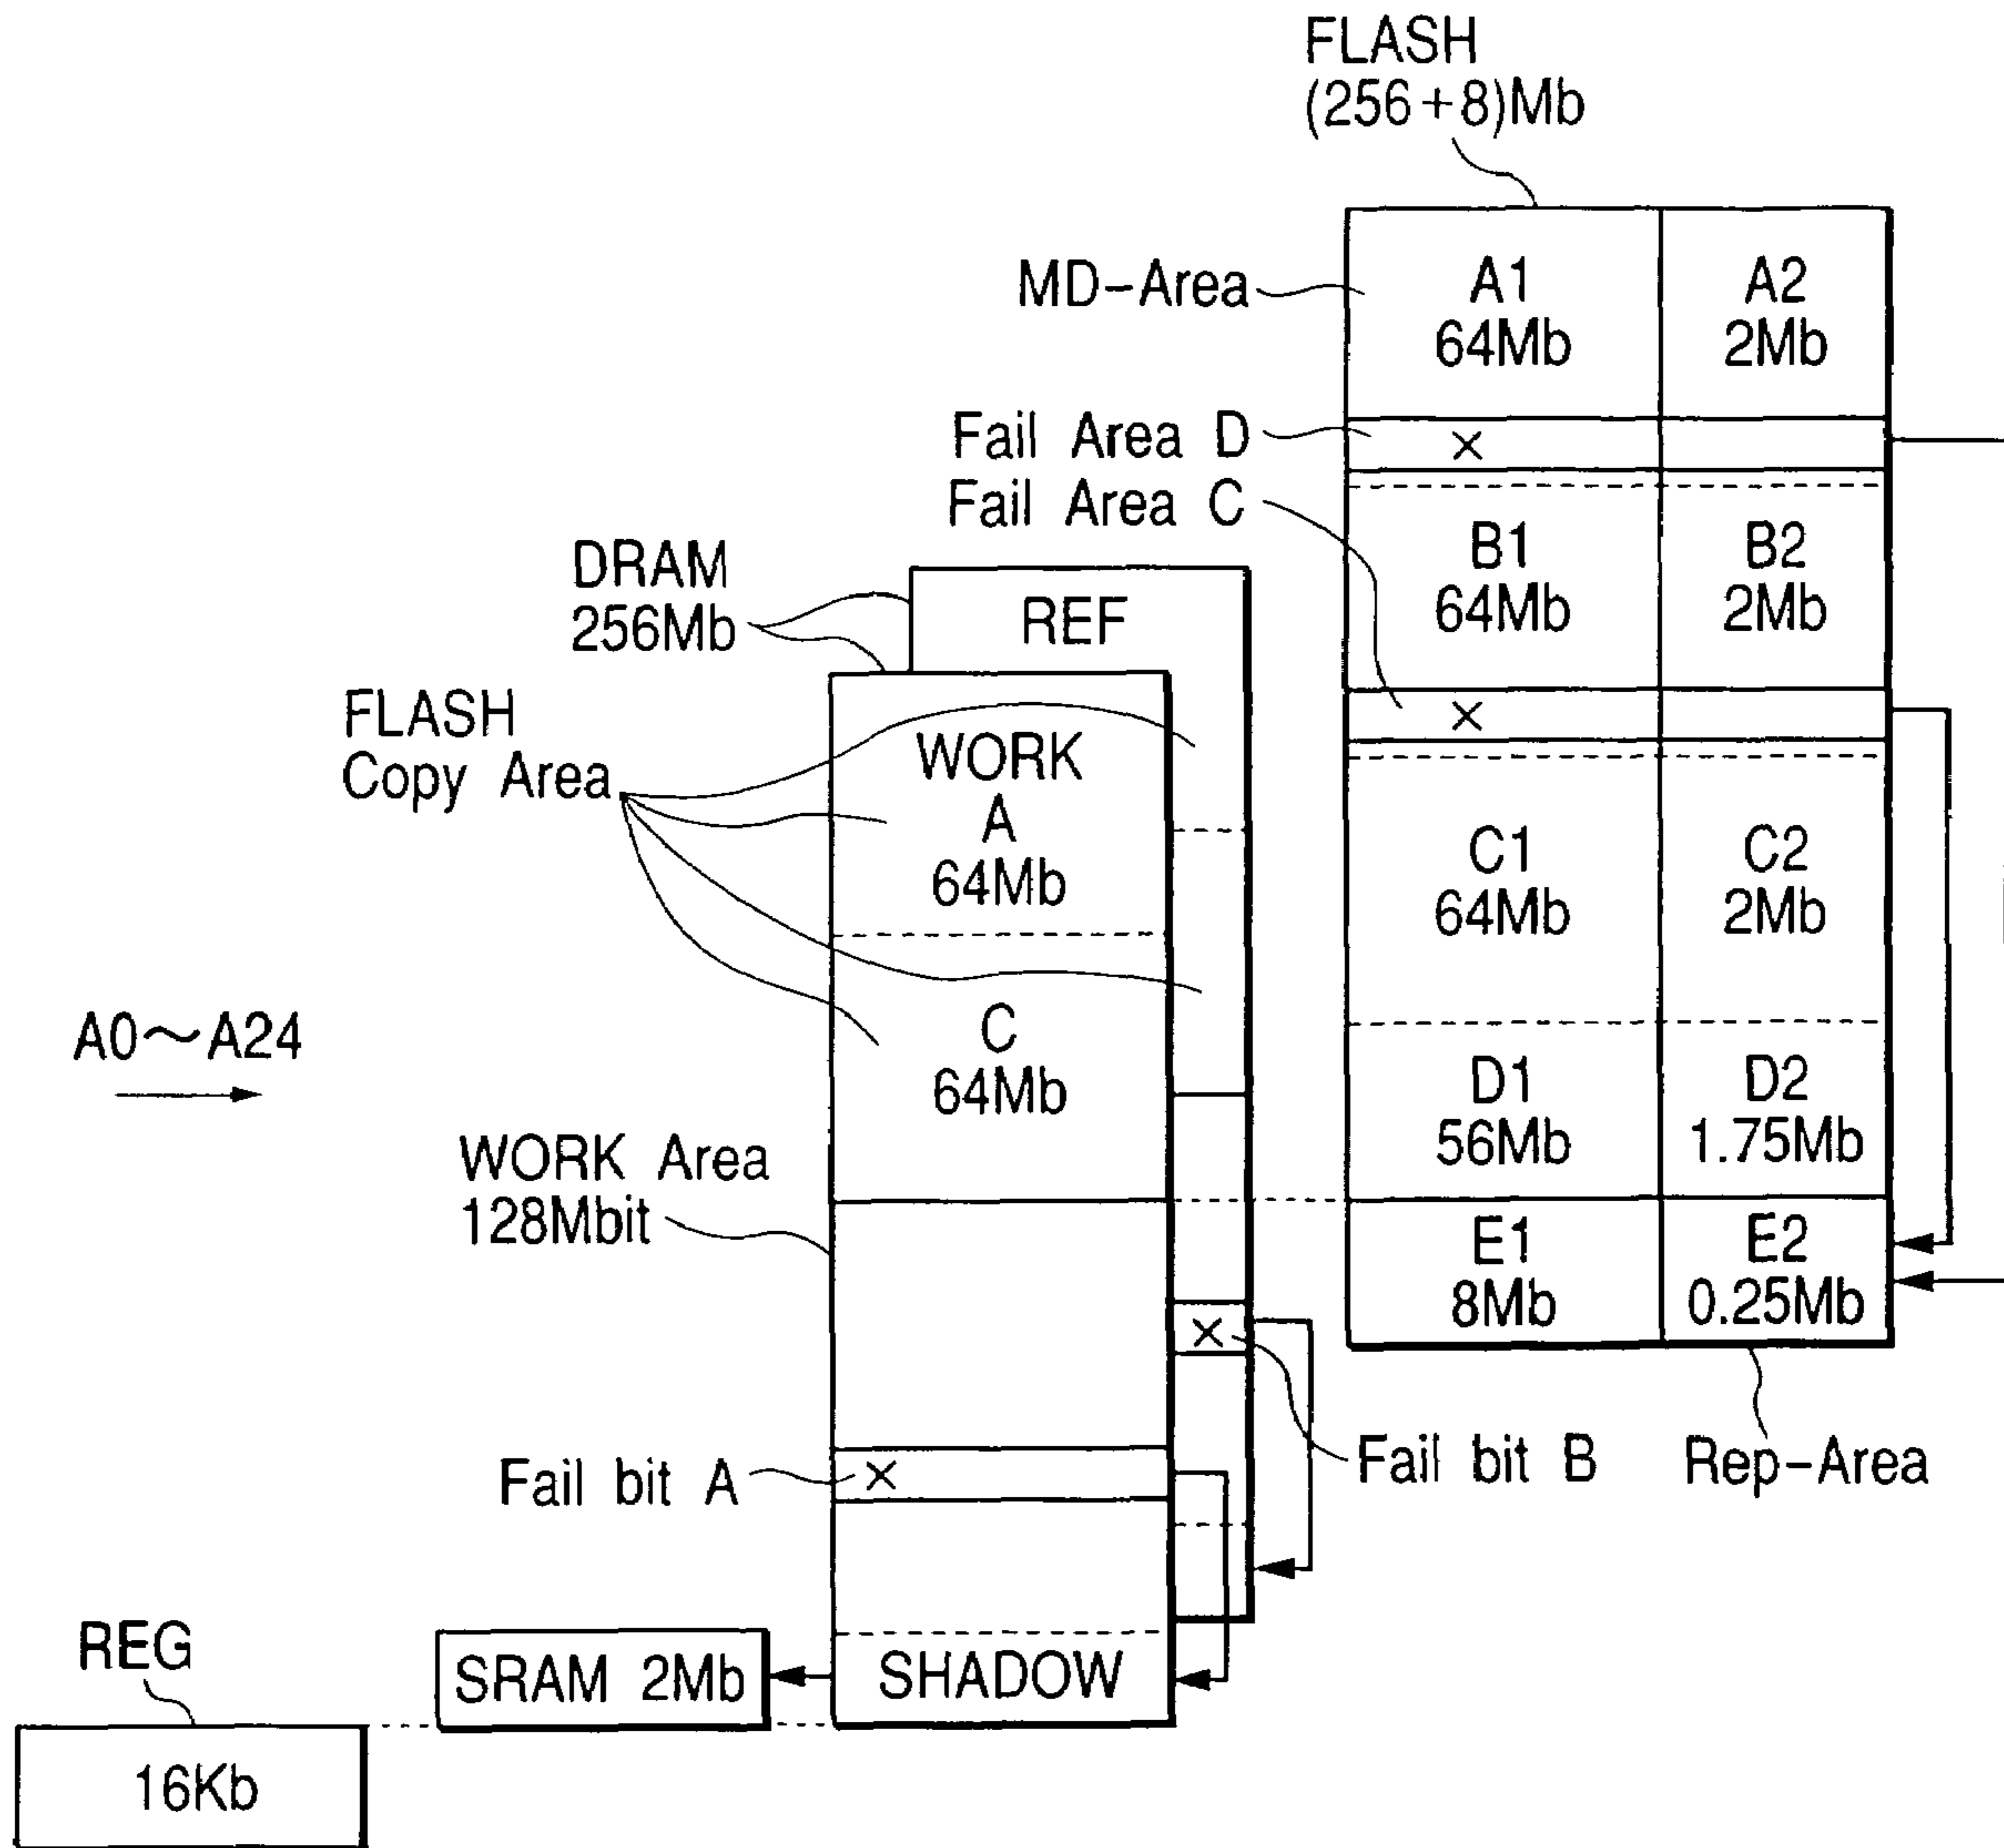 FLASH
(256+8)Mb
MD-Area
A1
64Mb
A2
2Mb
Fail Area D
×
Fail Area C
B1
64Mb
B2
2Mb
×
C1
64Mb
C2
2Mb
D1
56Mb
D2
1.75Mb
E1
8Mb
E2
0.25Mb
Rep-Area
DRAM
256Mb
REF
FLASH
Copy Area
WORK
A
64Mb
C
64Mb
A0～A24
WORK Area
128Mbit
×
Fail bit B
Fail bit A
×
SHADOW
SRAM 2Mb
REG
16Kb